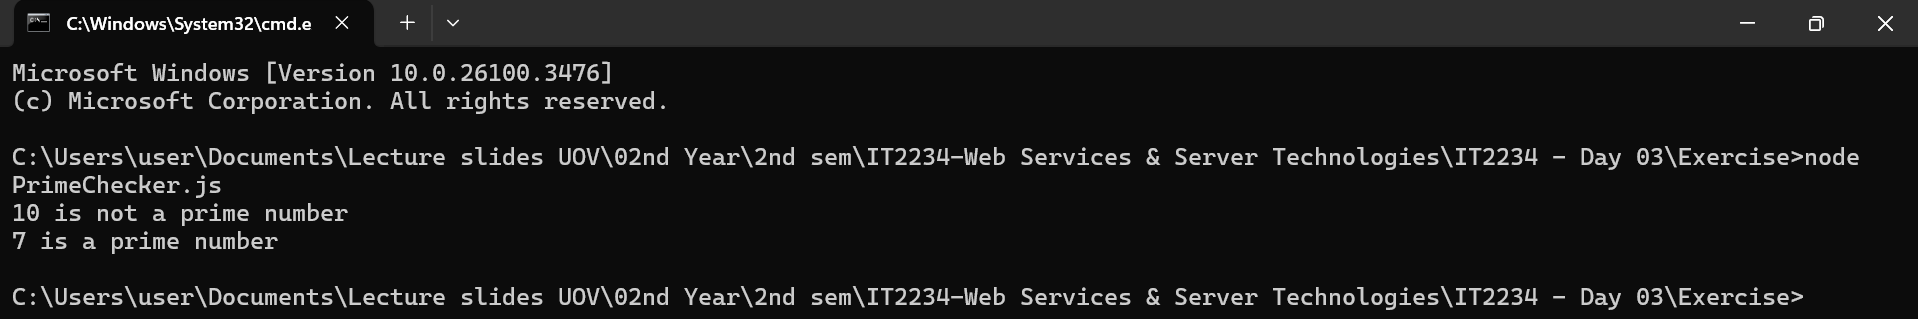 C:\Windows\System32\cmd.e
Microsoft Windows [Version 10.0.26100.3476]
(c) Microsoft Corporation. All rights reserved.
C:\Users\user\Documents\Lecture slides UOV\02nd Year\2nd sem\IT2234-Web Services & Server Technologies\IT2234 - Day 03\Exercise>node
PrimeChecker.js
10 is not a prime number
7 is a prime number
C:\Users\user\Documents\Lecture slides UOV\02nd Year\2nd sem\IT2234-Web Services & Server Technologies\IT2234 - Day 03\Exercise>